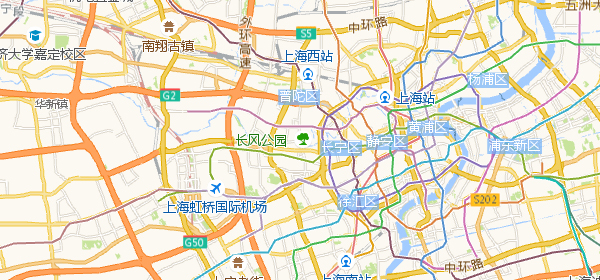 宁段
五洲大
外环高速
中环路
S5
南翔古镇
上海西站
济大学嘉定校区
杨浦区
G2
普陀区
上海站
华新镇
黄浦区
长风公园
长宁区
静安区
浦东新区
上海虹桥国际机场
徐汇区
S202
G50
中环路
上海南站